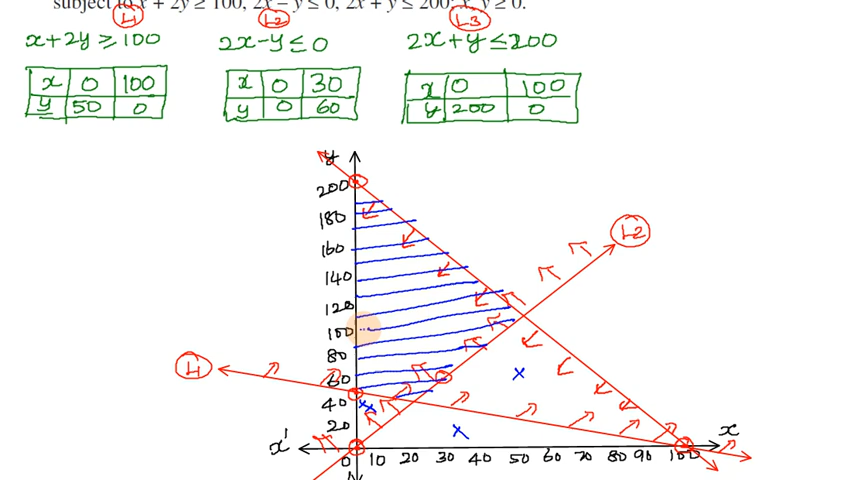 subject to x + 2y ≥ 100, 2x − y ≤ 0, 2x + y ≤ 200; x, y ≥ 0.
L1 L2 L3
x+2y ≥ 100 2x-y ≤ 0 2x+y ≤ 200
x 0 100 x 0 30 x 0 100
y 50 0 y 0 60 y 200 0
y
200
180
L2
160
140
120
100
80
L1
60
40
20
x' x
0 10 20 30 40 50 60 70 80 90 100